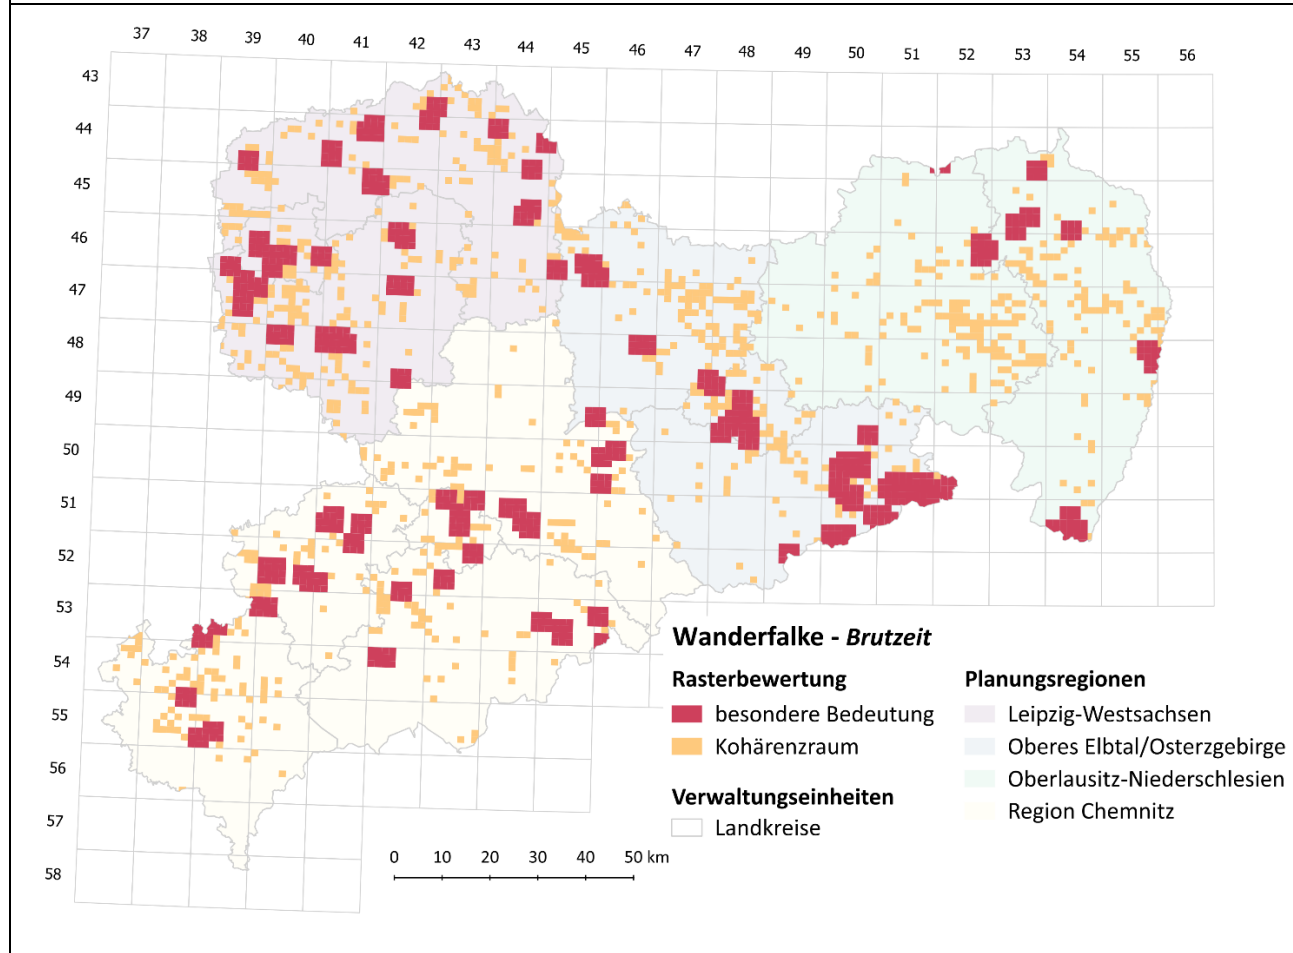 37 38 39 40 41 42 43 44 45 46 47 48 49 50 51 52 53 54 55 56
43
44
45
46
47
48
49
50
51
52
53
54
55
56
57
58
Wanderfalke - Brutzeit
Rasterbewertung
besondere Bedeutung
Kohärenzraum
Verwaltungseinheiten
Landkreise
Planungsregionen
Leipzig-Westsachsen
Oberes Elbtal/Osterzgebirge
Oberlausitz-Niederschlesien
Region Chemnitz
0 10 20 30 40 50 km